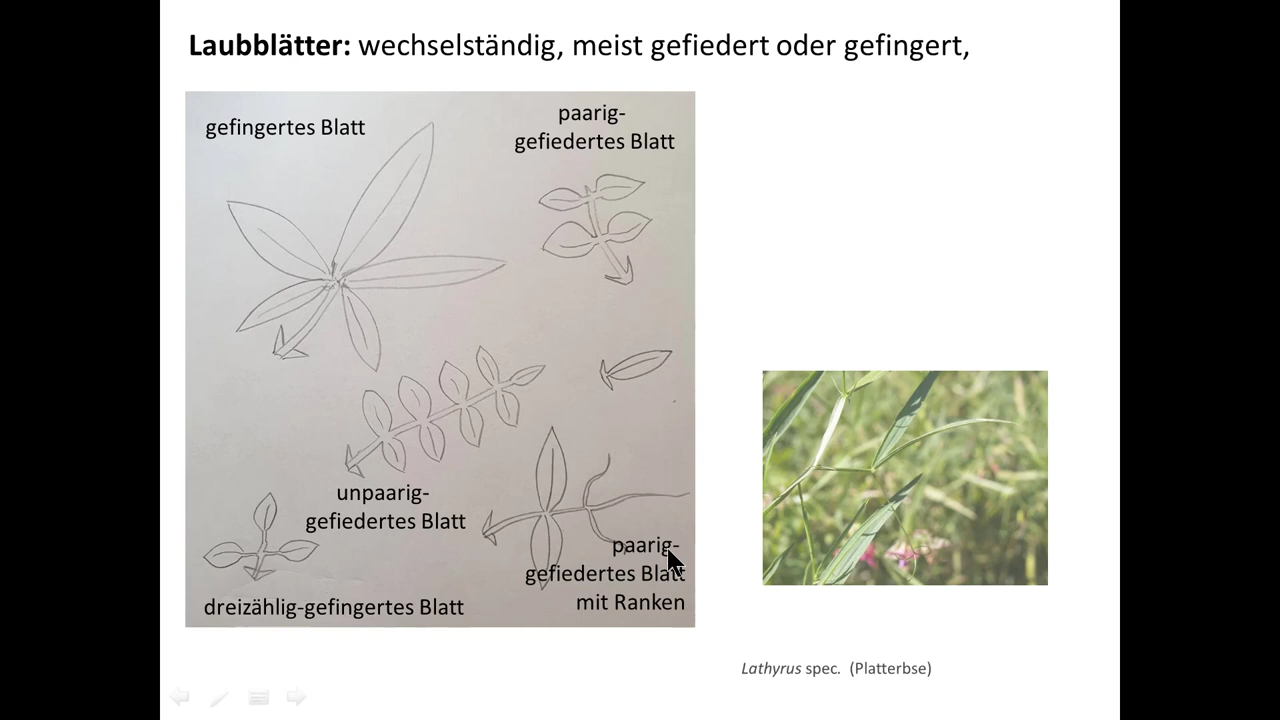 Laubblätter: wechselständig, meist gefiedert oder gefingert,
gefingertes Blatt
paarig-
gefiedertes Blatt
unpaarig-
gefiedertes Blatt
paarig-
gefiedertes Blatt
mit Ranken
dreizählig-gefingertes Blatt
Lathyrus spec. (Platterbse)